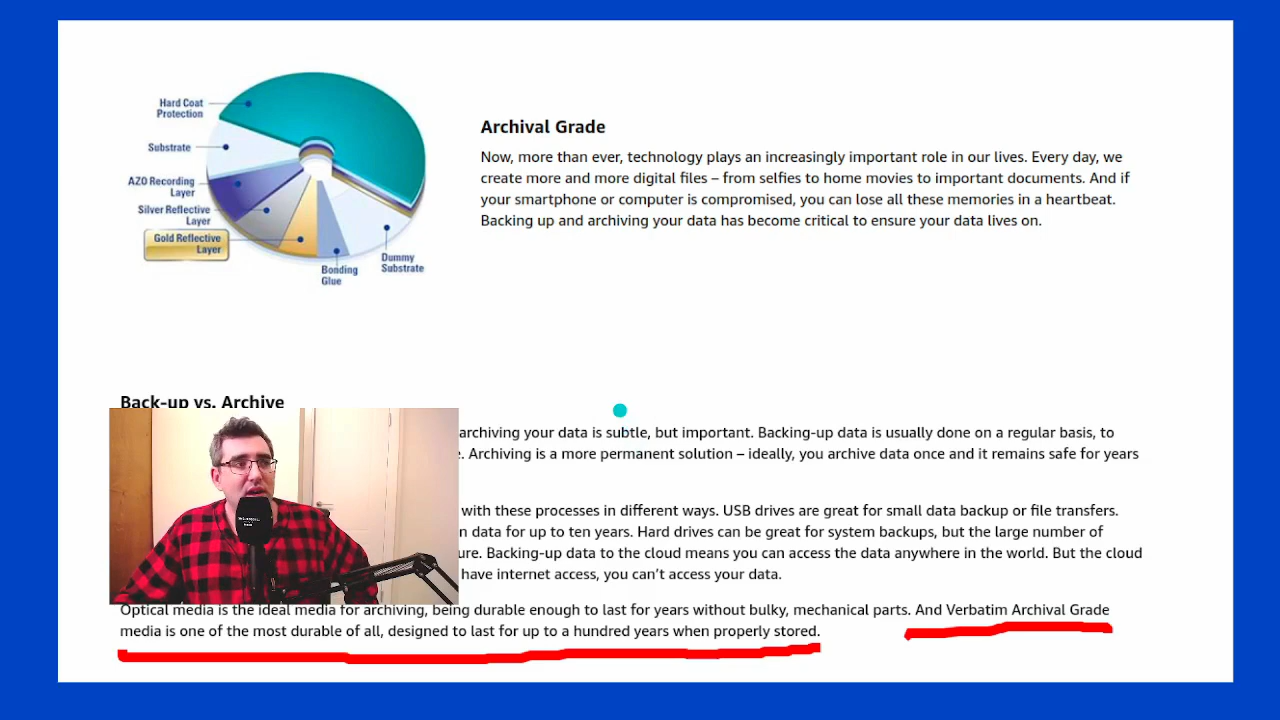 Hard Coat
Protection
Substrate
AZO Recording
Layer
Silver Reflective
Layer
Gold Reflective
Layer
Bonding
Glue
Dummy
Substrate
Archival Grade
Now, more than ever, technology plays an increasingly important role in our lives. Every day, we
create more and more digital files – from selfies to home movies to important documents. And if
your smartphone or computer is compromised, you can lose all these memories in a heartbeat.
Backing up and archiving your data has become critical to ensure your data lives on.
Back-up vs. Archive
archiving your data is subtle, but important. Backing-up data is usually done on a regular basis, to
. Archiving is a more permanent solution – ideally, you archive data once and it remains safe for years
with these processes in different ways. USB drives are great for small data backup or file transfers.
data for up to ten years. Hard drives can be great for system backups, but the large number of
Backing-up data to the cloud means you can access the data anywhere in the world. But the cloud
have internet access, you can't access your data.
Optical media is the ideal media for archiving, being durable enough to last for years without bulky, mechanical parts. And Verbatim Archival Grade
media is one of the most durable of all, designed to last for up to a hundred years when properly stored.